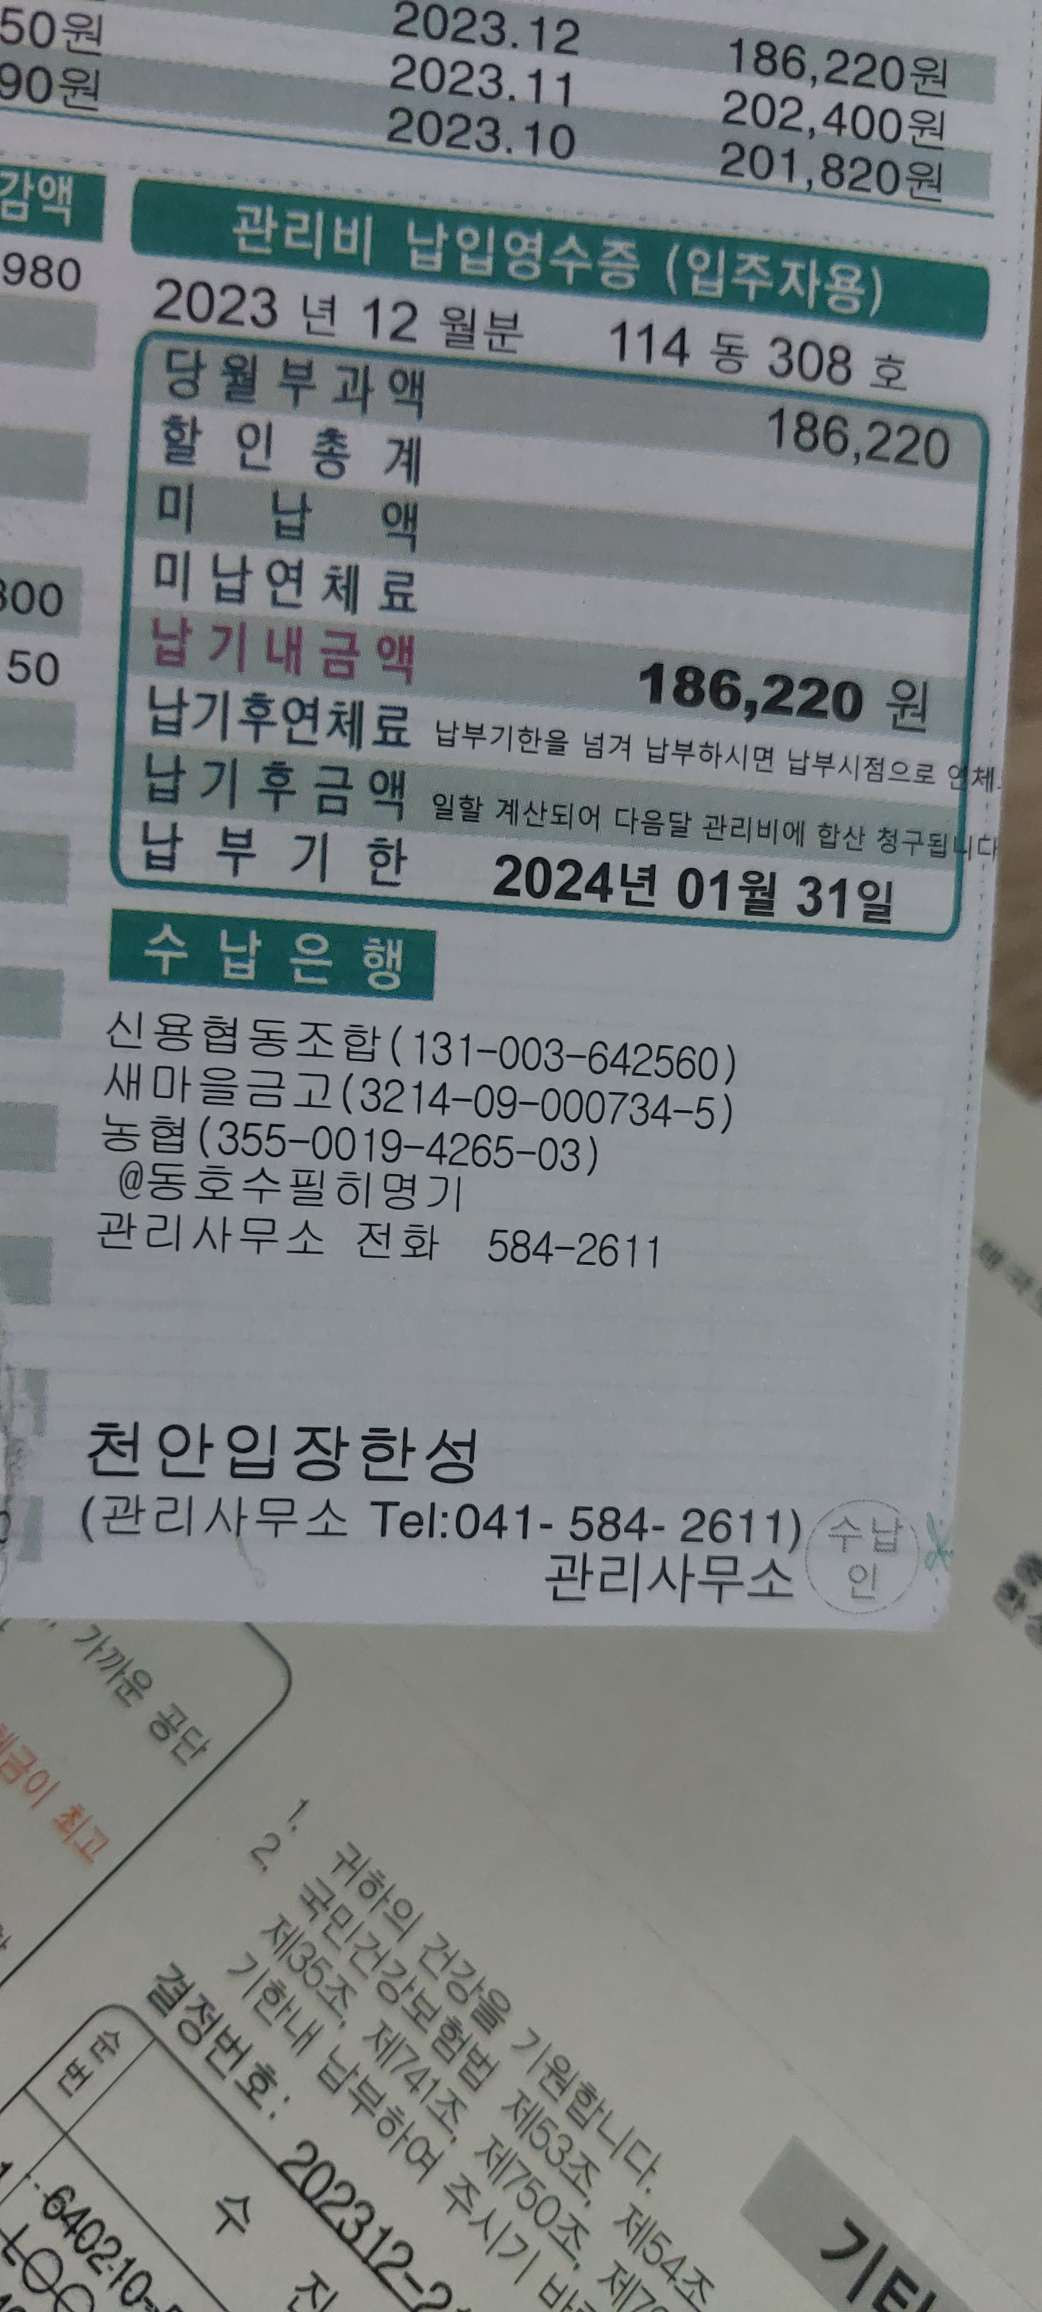 50원 2023.12 186,220원
90원 2023.11 202,400원
2023.10 201,820원
감액
980
300
50
관리비 납입영수증 (입주자용)
2023 년 12 월분 114 동 308 호
당월부과액 186,220
할인총계
미납액
미납연체료
납기내금액 186,220 원
납기후연체료 납부기한을 넘겨 납부하시면 납부시점으로 연체
납기후금액 일할 계산되어 다음달 관리비에 합산 청구됩니다
납부기한 2024년 01월 31일
수납은행
신용협동조합(131-003-642560)
새마을금고(3214-09-000734-5)
농협(355-0019-4265-03)
@동호수필히명기
관리사무소 전화 584-2611
천안입장한성
(관리사무소 Tel:041- 584- 2611)
관리사무소
수납
인
가까운 공단
체금이 최고
1. 귀하의 건강을 기원합니다.
2. 국민건강보험법 제53조, 제54조
제35조, 제741조, 제750조,
기한내 납부하여 주시기
결정번호: 202312-2
순번
수 진
6402-10-
기타